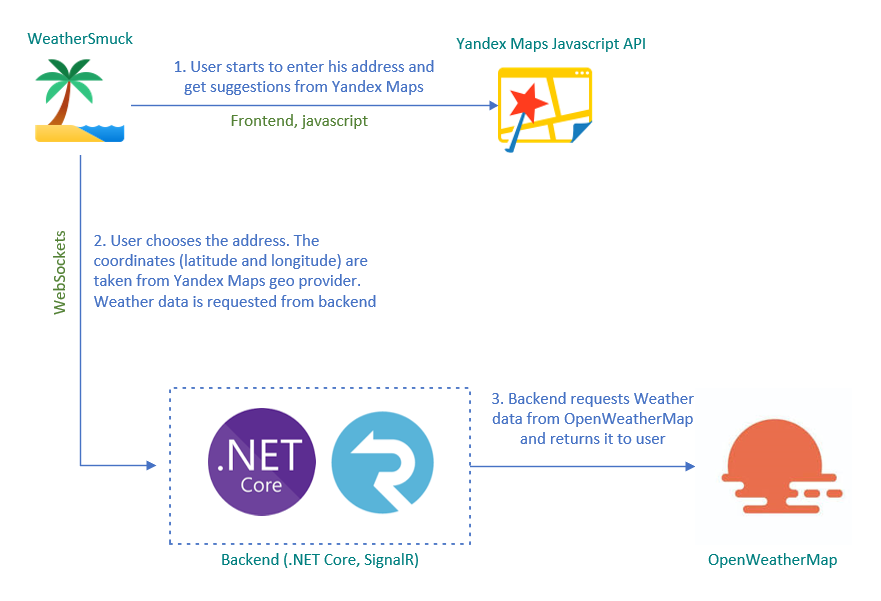 WeatherSmuck
Yandex Maps Javascript API
1. User starts to enter his address and
get suggestions from Yandex Maps
Frontend, javascript
WebSockets
2. User chooses the address. The
coordinates (latitude and longitude) are
taken from Yandex Maps geo provider.
Weather data is requested from backend
3. Backend requests Weather
data from OpenWeatherMap
and returns it to user
.NET
Core
Backend (.NET Core, SignalR)
OpenWeatherMap